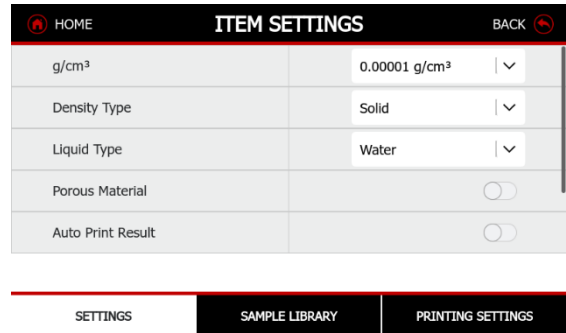 HOME ITEM SETTINGS BACK
g/cm³ 0.00001 g/cm³
Density Type Solid
Liquid Type Water
Porous Material
Auto Print Result
SETTINGS SAMPLE LIBRARY PRINTING SETTINGS